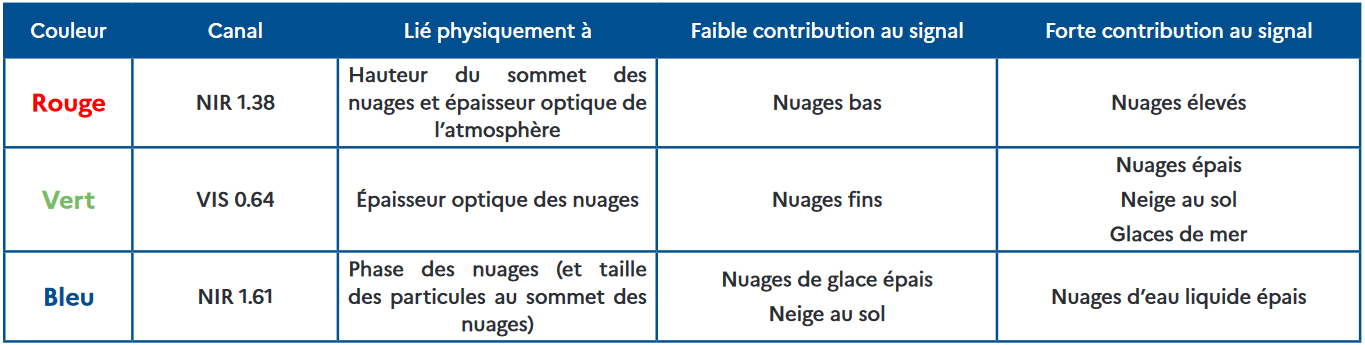 Couleur Canal Lié physiquement à Faible contribution au signal Forte contribution au signal
Rouge
NIR 1.38
Hauteur du sommet des
nuages et épaisseur optique de
l'atmosphère
Nuages bas
Nuages élevés
Vert
VIS 0.64
Épaisseur optique des nuages
Nuages fins
Nuages épais
Neige au sol
Glaces de mer
Bleu
NIR 1.61
Phase des nuages (et taille
des particules au sommet des
nuages)
Nuages de glace épais
Neige au sol
Nuages d'eau liquide épais